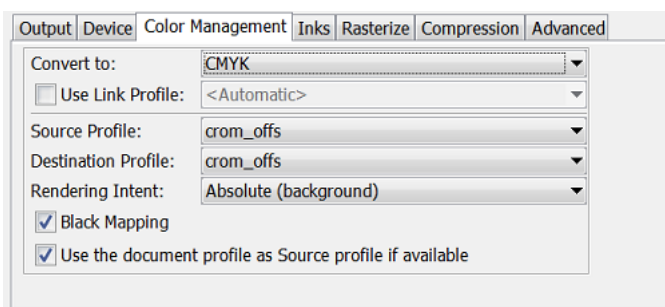 Output Device Color Management Inks Rasterize Compression Advanced
Convert to: CMYK
Use Link Profile: <Automatic>
Source Profile: crom_offs
Destination Profile: crom_offs
Rendering Intent: Absolute (background)
Black Mapping
Use the document profile as Source profile if available